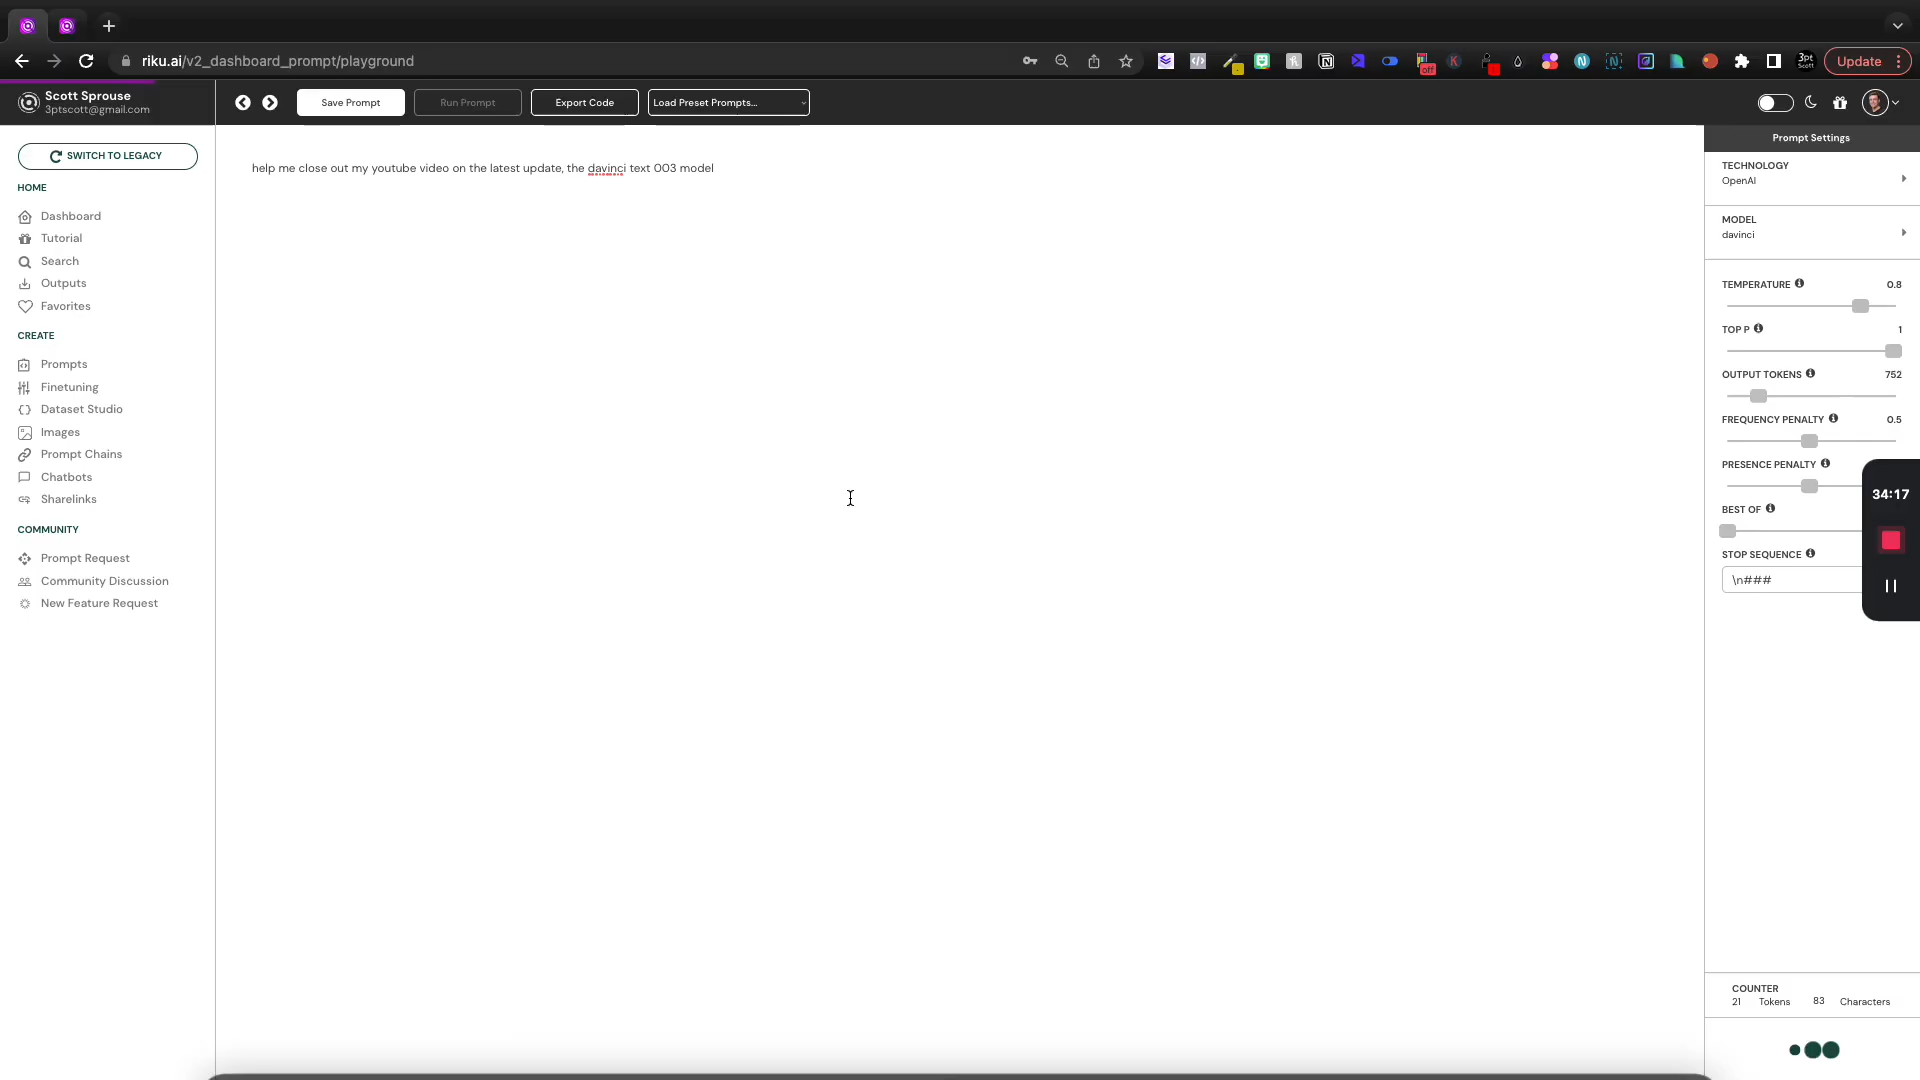 riku.ai/v2_dashboard_prompt/playground
off
3pt
Scott
Update
Scott Sprouse
3ptscott@gmail.com
Save Prompt
Run Prompt
Export Code
Load Preset Prompts...
SWITCH TO LEGACY
HOME
Dashboard
Tutorial
Search
Outputs
Favorites
CREATE
Prompts
Finetuning
Dataset Studio
Images
Prompt Chains
Chatbots
Sharelinks
COMMUNITY
Prompt Request
Community Discussion
New Feature Request
help me close out my youtube video on the latest update, the davinci text 003 model
Prompt Settings
TECHNOLOGY
OpenAI
MODEL
davinci
TEMPERATURE 0.8
TOP P 1
OUTPUT TOKENS 752
FREQUENCY PENALTY 0.5
PRESENCE PENALTY
BEST OF
STOP SEQUENCE
\n###
34:17
COUNTER
21 Tokens 83 Characters